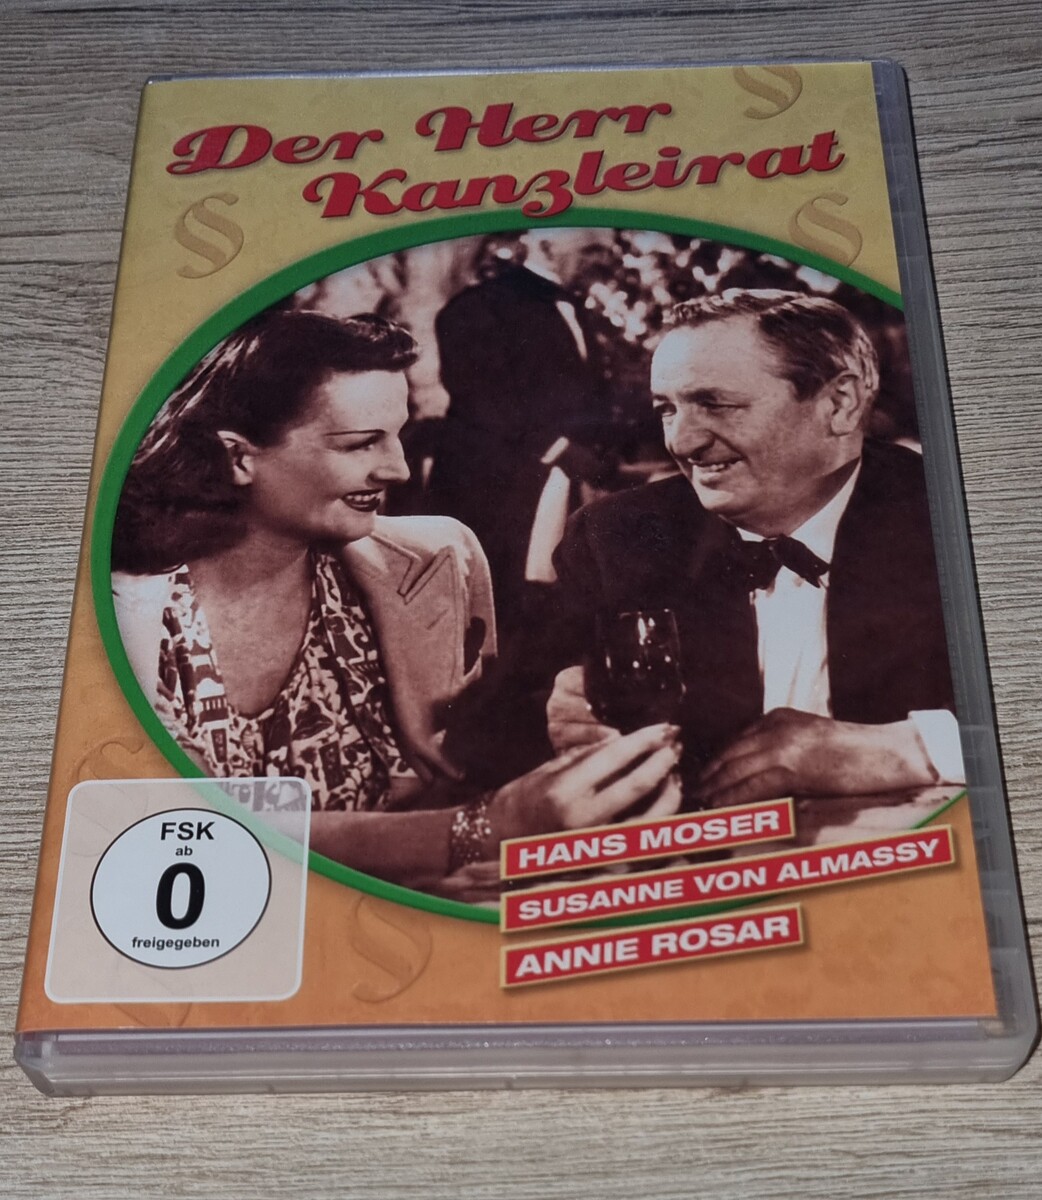 Der Herr
Kanzleirat
HANS MOSER
SUSANNE VON ALMASSY
ANNIE ROSAR
FSK
ab
0
freigegeben